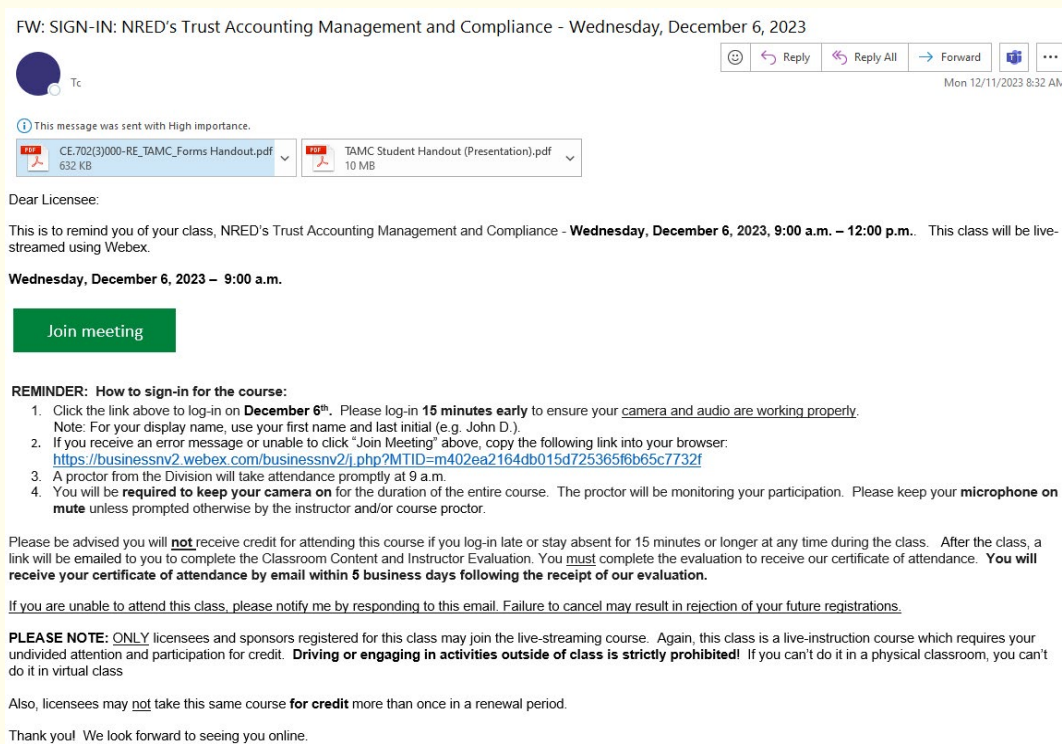 FW: SIGN-IN: NRED's Trust Accounting Management and Compliance - Wednesday, December 6, 2023
Reply
Reply All
Forward
Tc
Mon 12/11/2023 8:32 AM
This message was sent with High importance.
CE.702(3)000-RE_TAMC_Forms Handout.pdf
632 KB
TAMC Student Handout (Presentation).pdf
10 MB
Dear Licensee:
This is to remind you of your class, NRED's Trust Accounting Management and Compliance - Wednesday, December 6, 2023, 9:00 a.m. – 12:00 p.m.. This class will be live-
streamed using Webex.
Wednesday, December 6, 2023 – 9:00 a.m.
Join meeting
REMINDER: How to sign-in for the course:
1. Click the link above to log-in on December 6th. Please log-in 15 minutes early to ensure your camera and audio are working properly.
Note: For your display name, use your first name and last initial (e.g. John D.).
2. If you receive an error message or unable to click "Join Meeting" above, copy the following link into your browser:
https://businessnv2.webex.com/businessnv2/j.php?MTID=m402ea2164db015d725365f6b65c7732f
3. A proctor from the Division will take attendance promptly at 9 a.m.
4. You will be required to keep your camera on for the duration of the entire course. The proctor will be monitoring your participation. Please keep your microphone on
mute unless prompted otherwise by the instructor and/or course proctor.
Please be advised you will not receive credit for attending this course if you log-in late or stay absent for 15 minutes or longer at any time during the class. After the class, a
link will be emailed to you to complete the Classroom Content and Instructor Evaluation. You must complete the evaluation to receive our certificate of attendance. You will
receive your certificate of attendance by email within 5 business days following the receipt of our evaluation.
If you are unable to attend this class, please notify me by responding to this email. Failure to cancel may result in rejection of your future registrations.
PLEASE NOTE: ONLY licensees and sponsors registered for this class may join the live-streaming course. Again, this class is a live-instruction course which requires your
undivided attention and participation for credit. Driving or engaging in activities outside of class is strictly prohibited! If you can't do it in a physical classroom, you can't
do it in virtual class
Also, licensees may not take this same course for credit more than once in a renewal period.
Thank you! We look forward to seeing you online.